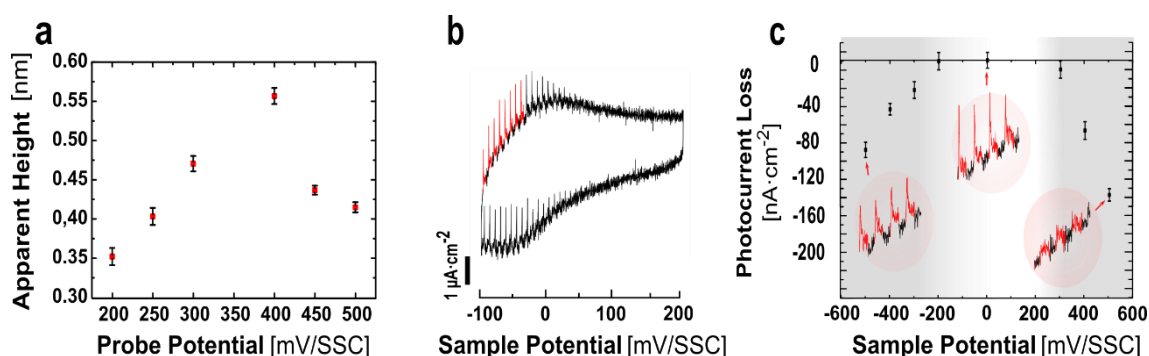 a
Apparent Height [nm]
0.60
0.55
0.50
0,45
0,40
0.35
0.30
200 250 300 350 400 450 500
Probe Potential [mV/SSC]
b
1 µA·cm⁻²
-100 0 100 200
Sample Potential [mV/SSC]
c
Photocurrent Loss
[nA·cm⁻²]
0
-40
-80
-120
-160
-200
-600 -400 -200 0 200 400 600
Sample Potential [mV/SSC]